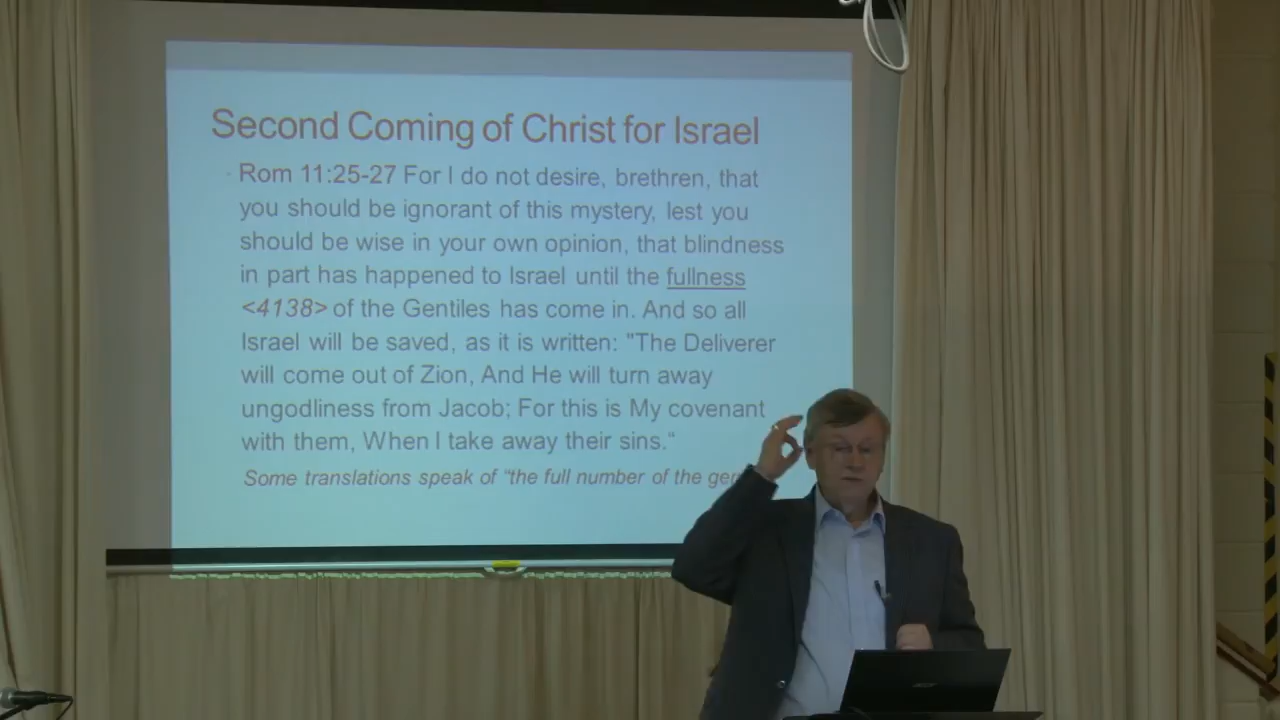 Second Coming of Christ for Israel
Rom 11:25-27 For I do not desire, brethren, that
you should be ignorant of this mystery, lest you
should be wise in your own opinion, that blindness
in part has happened to Israel until the fullness
<4138> of the Gentiles has come in. And so all
Israel will be saved, as it is written: "The Deliverer
will come out of Zion, And He will turn away
ungodliness from Jacob; For this is My covenant
with them, When I take away their sins.“
Some translations speak of “the full number of the